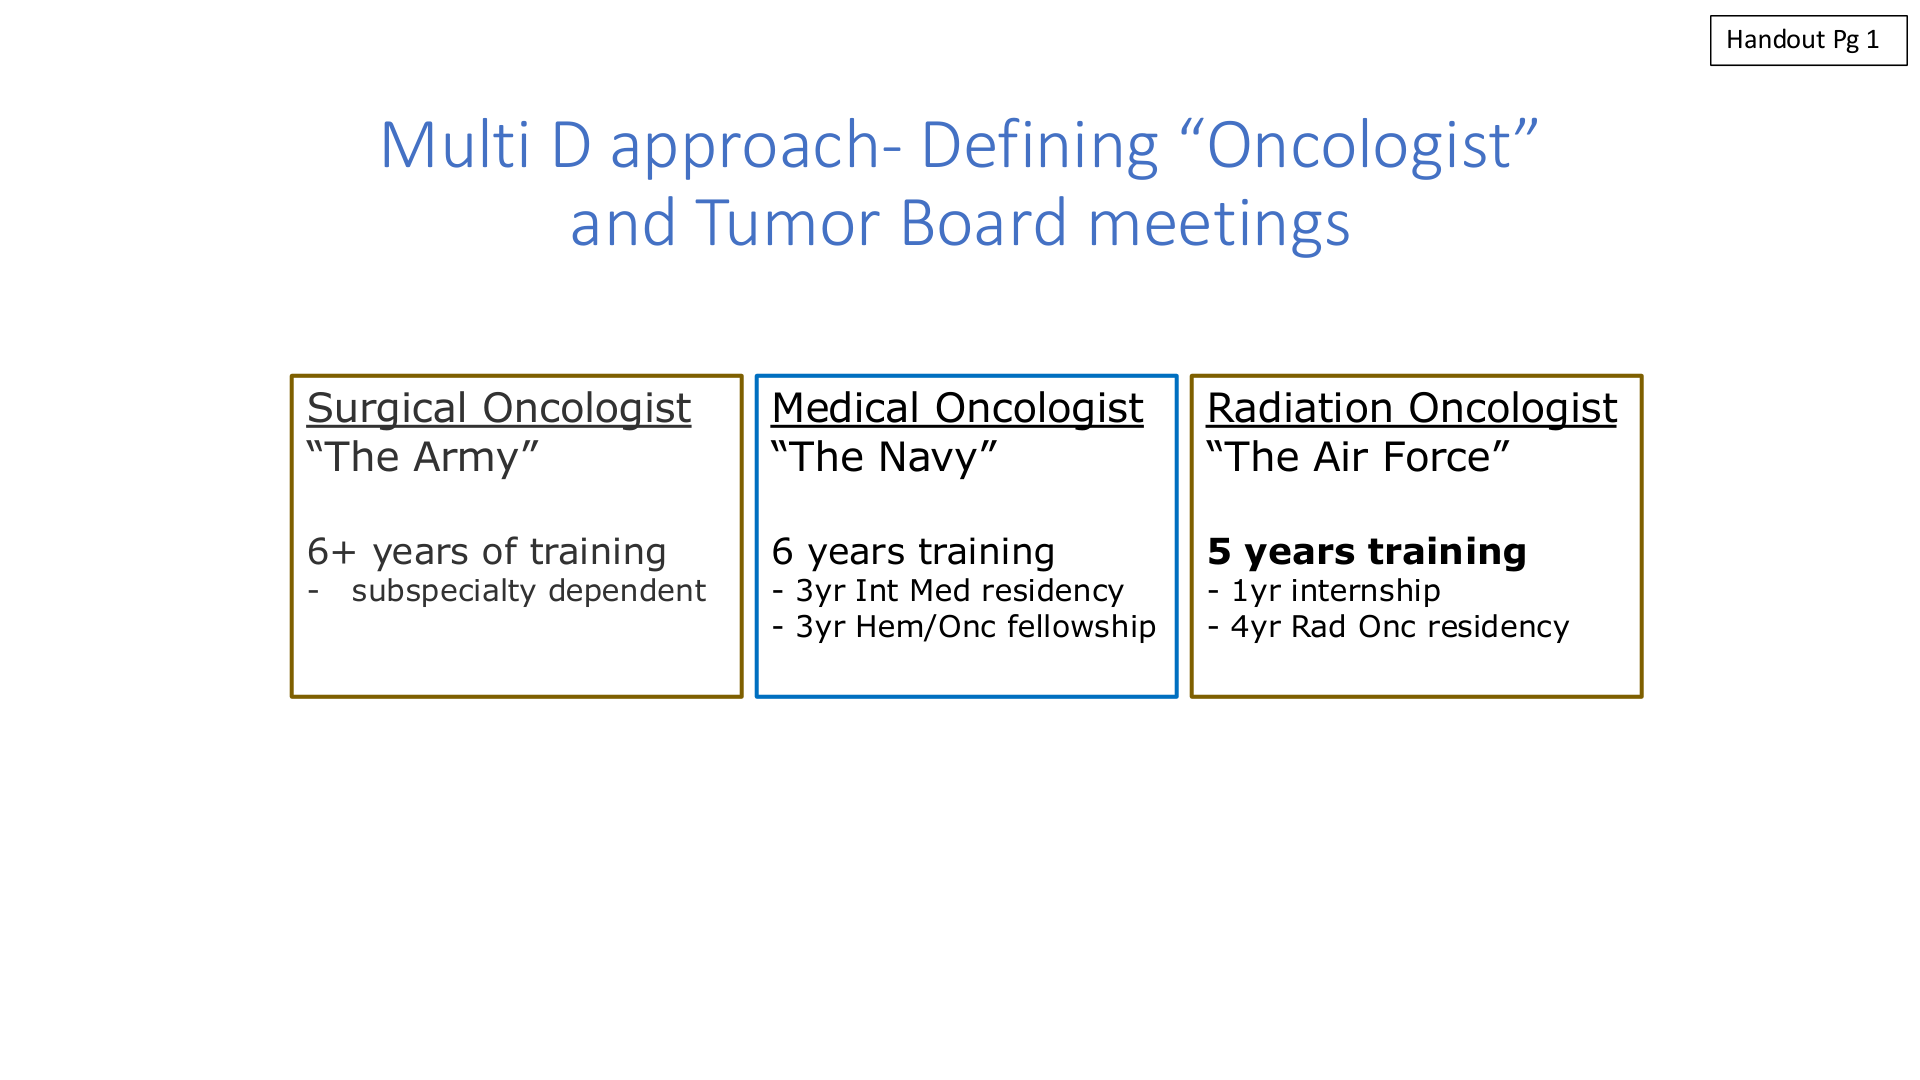 Handout Pg 1
Multi D approach- Defining “Oncologist”
and Tumor Board meetings
Surgical Oncologist
“The Army”
6+ years of training
- subspecialty dependent
Medical Oncologist
“The Navy”
6 years training
- 3yr Int Med residency
- 3yr Hem/Onc fellowship
Radiation Oncologist
“The Air Force”
5 years training
- 1yr internship
- 4yr Rad Onc residency